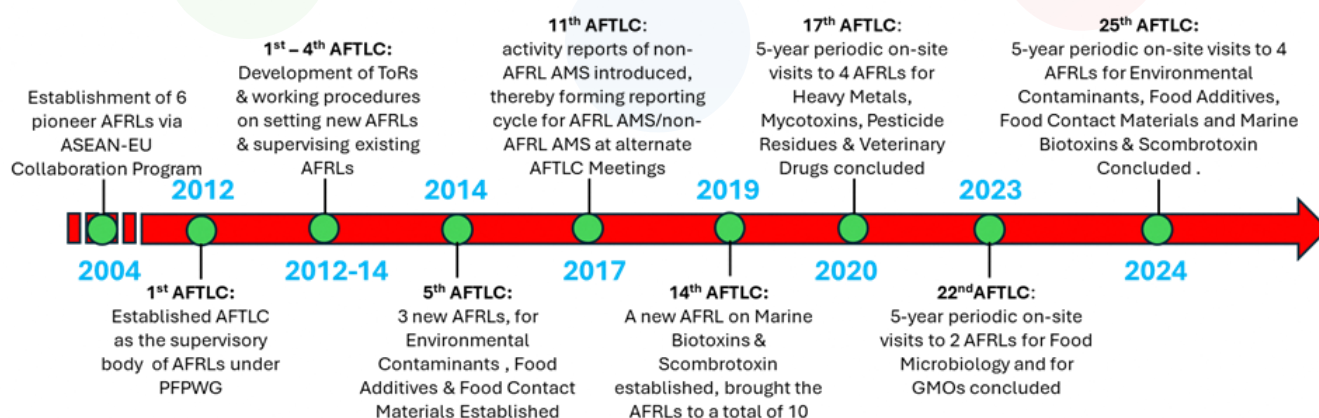 Establishment of 6
pioneer AFRLs via
ASEAN-EU
Collaboration Program
2004
2012
1st AFTLC:
Established AFTLC
as the supervisory
body of AFRLs under
PFPWG
1st – 4th AFTLC:
Development of ToRs
& working procedures
on setting new AFRLs
& supervising existing
AFRLs
2012-14
2014
5th AFTLC:
3 new AFRLs, for
Environmental
Contaminants , Food
Additives & Food Contact
Materials Established
11th AFTLC:
activity reports of non-
AFRL AMS introduced,
thereby forming reporting
cycle for AFRL AMS/non-
AFRL AMS at alternate
AFTLC Meetings
2017
2019
14th AFTLC:
A new AFRL on Marine
Biotoxins &
Scombrotoxin
established, brought the
AFRLs to a total of 10
17th AFTLC:
5-year periodic on-site
visits to 4 AFRLs for
Heavy Metals,
Mycotoxins, Pesticide
Residues & Veterinary
Drugs concluded
2020
2023
22nd AFTLC:
5-year periodic on-site
visits to 2 AFRLs for Food
Microbiology and for
GMOs concluded
25th AFTLC:
5-year periodic on-site visits to 4
AFRLs for Environmental
Contaminants, Food Additives,
Food Contact Materials and Marine
Biotoxins & Scombrotoxin
Concluded .
2024